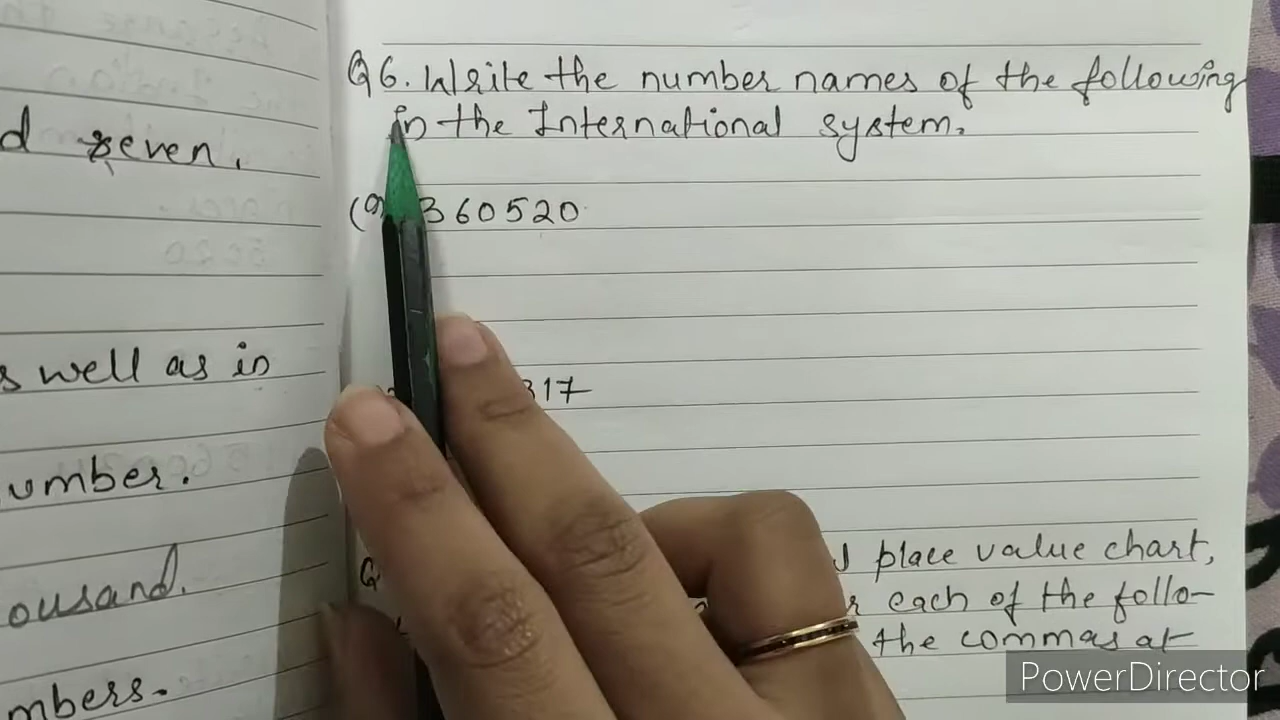 d seven.
s well as in
umber.
ousand.
mbers.
Q6. Write the number names of the following
in the International system.
(a) 360520
317
Q
place value chart,
r each of the follo-
the commas at
PowerDirector